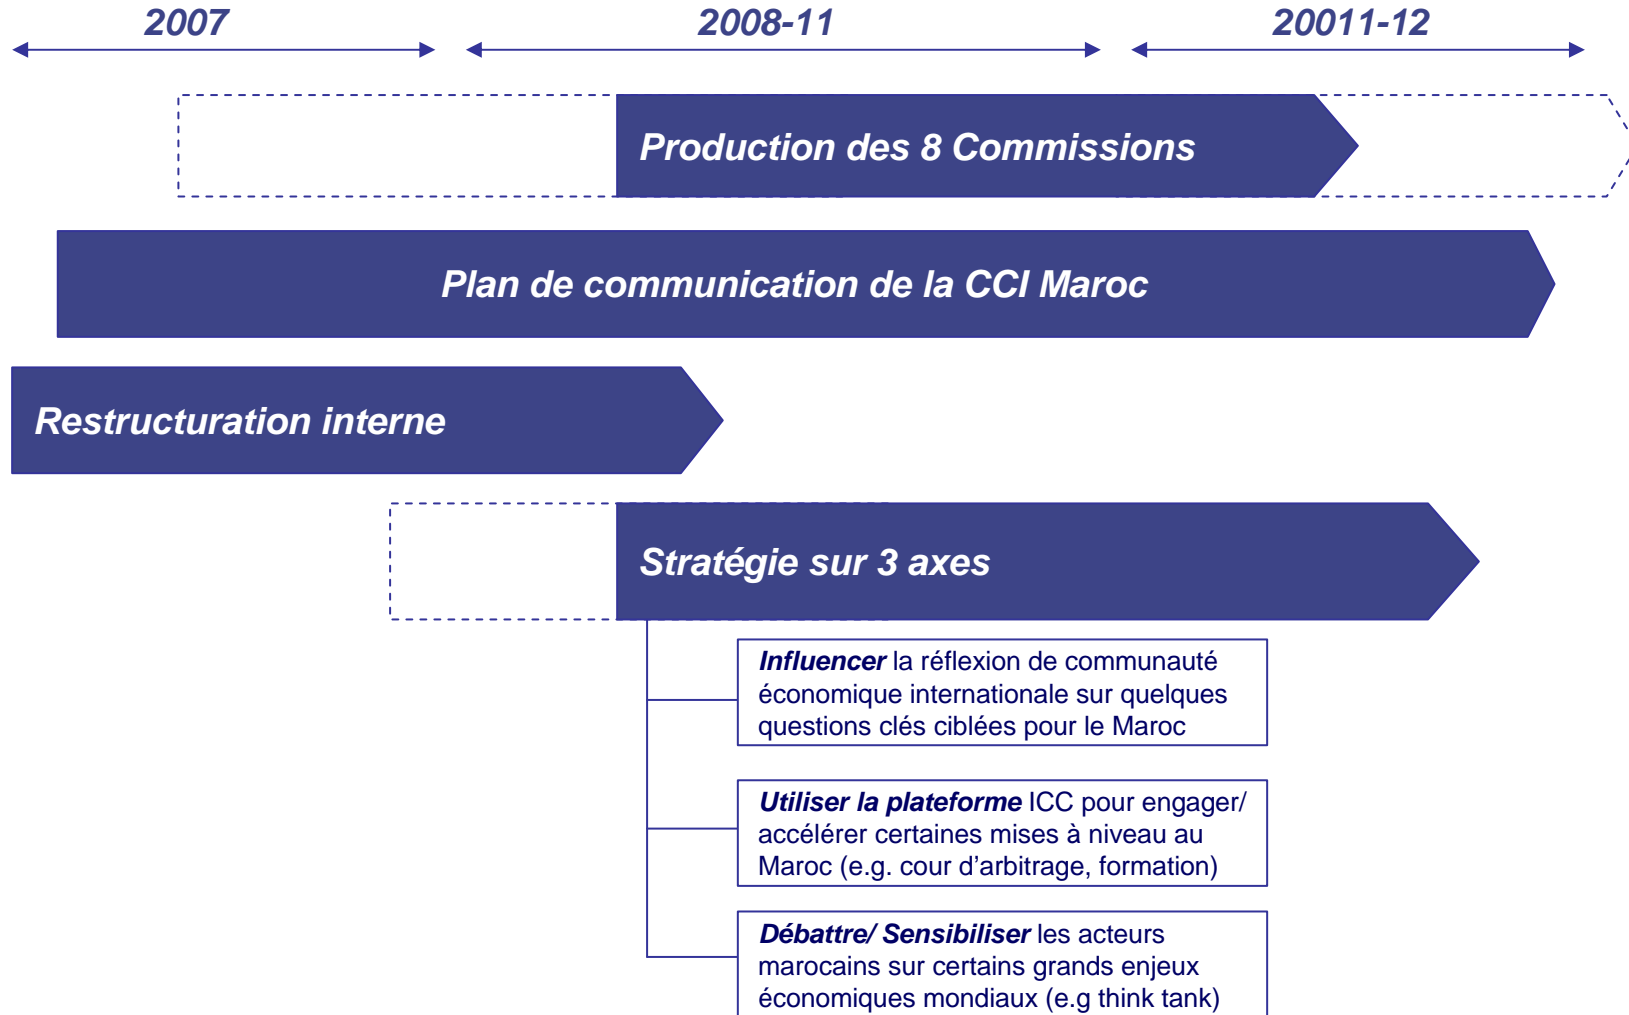 2007
2008-11
20011-12
Production des 8 Commissions
Plan de communication de la CCI Maroc
Restructuration interne
Stratégie sur 3 axes
Influencer la réflexion de communauté
économique internationale sur quelques
questions clés ciblées pour le Maroc
Utiliser la plateforme ICC pour engager/
accélérer certaines mises à niveau au
Maroc (e.g. cour d’arbitrage, formation)
Débattre/ Sensibiliser les acteurs
marocains sur certains grands enjeux
économiques mondiaux (e.g think tank)